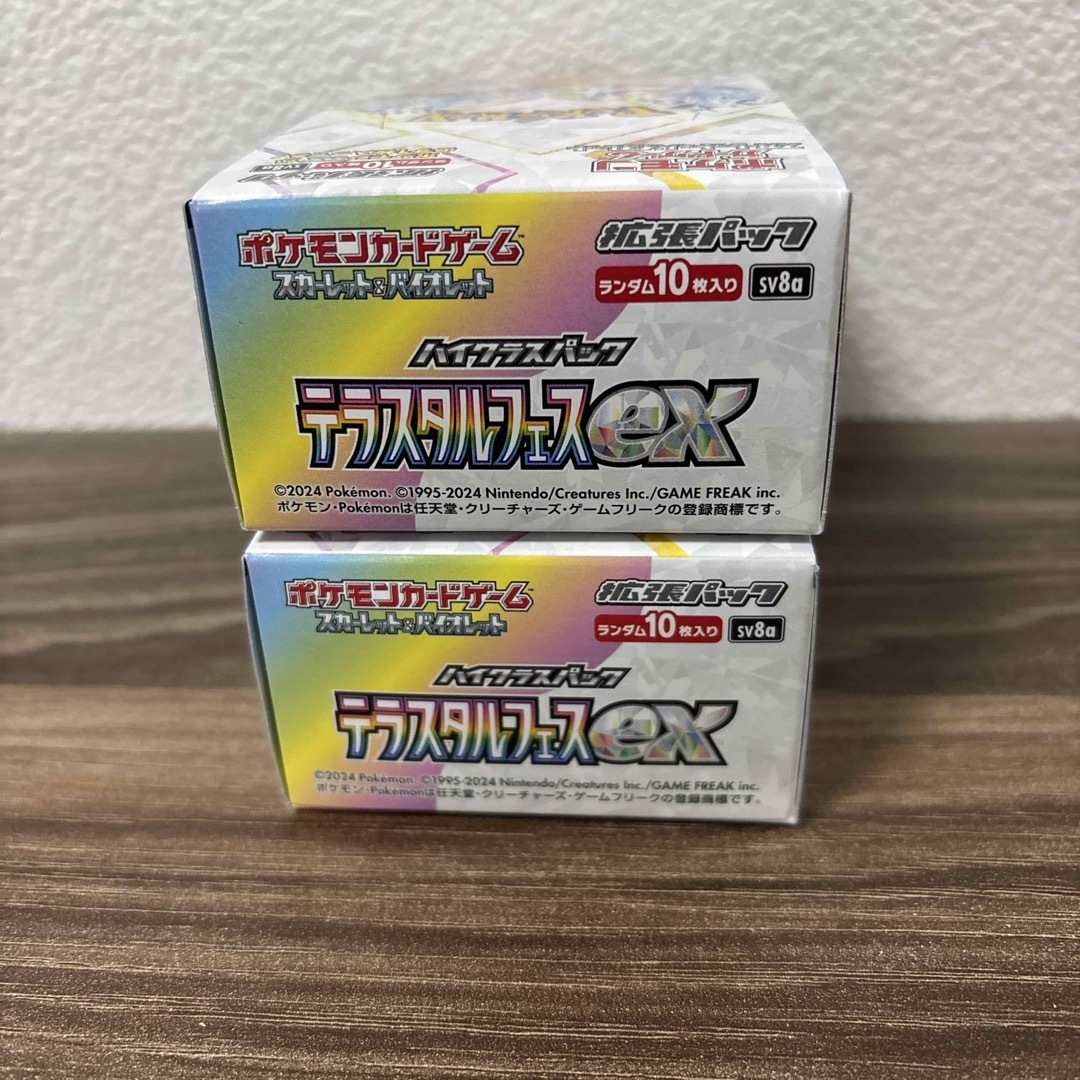 ポケモンカードゲーム™
スカーレット&バイオレット
拡張パック
ランダム10枚入り SV8a
ハイクラスパック
テラスタルフェスex
©2024 Pokémon. ©1995-2024 Nintendo/Creatures Inc./GAME FREAK inc.
ポケモン・Pokémonは任天堂・クリーチャーズ・ゲームフリークの登録商標です。
ポケモンカードゲーム™
スカーレット&バイオレット
拡張パック
ランダム10枚入り SV8a
ハイクラスパック
テラスタルフェスex
©2024 Pokémon. ©1995-2024 Nintendo/Creatures Inc./GAME FREAK inc.
ポケモン・Pokémonは任天堂・クリーチャーズ・ゲームフリークの登録商標です。